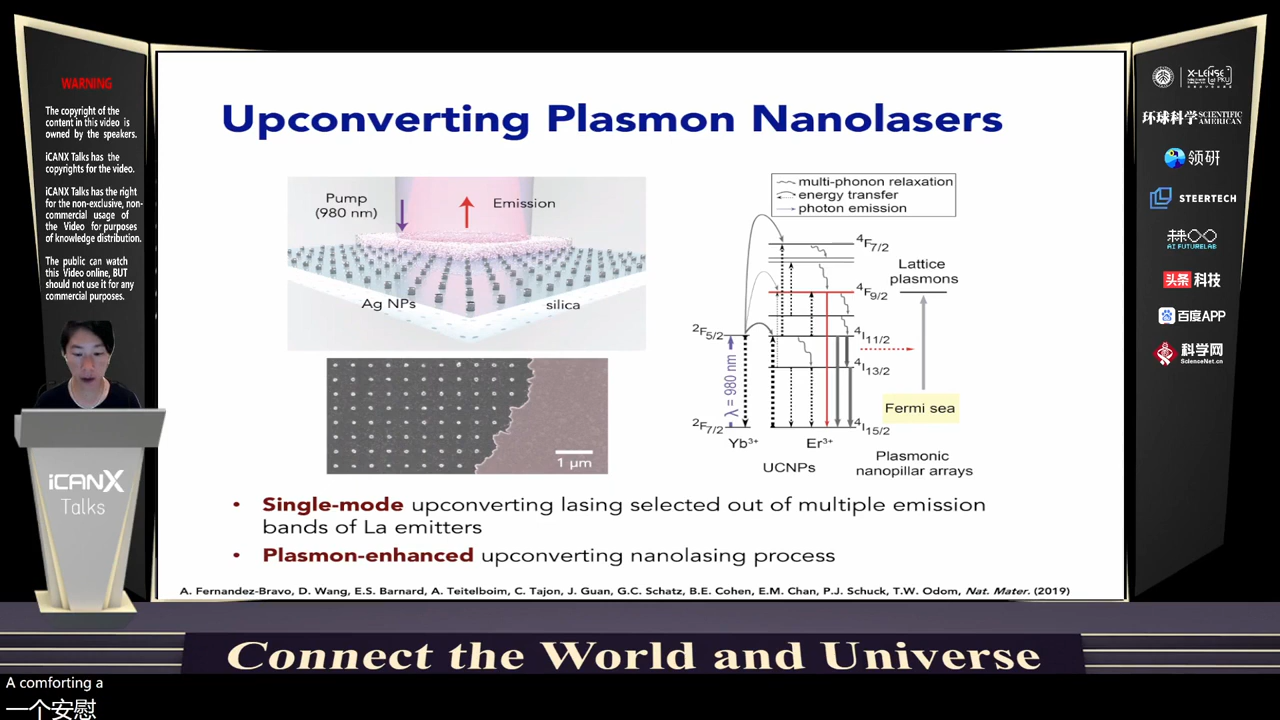 WARNING
The copyright of the
content in this video is
owned by the speakers.
iCANX Talks has the
copyrights for the video.
iCANX Talks has the right
for the non-exclusive, non-
commercial usage of
the Video for purposes
of knowledge distribution.
The public can watch
this Video online, BUT
should not use it for any
commercial purposes.
iCANX
Talks
Upconverting Plasmon Nanolasers
Pump
(980 nm)
Emission
Ag NPs
silica
1 μm
multi-phonon relaxation
energy transfer
photon emission
⁴F₇/₂
Lattice
plasmons
⁴F₉/₂
²F₅/₂
⁴I₁₁/₂
λ = 980 nm
⁴I₁₃/₂
Fermi sea
²F₇/₂
⁴I₁₅/₂
Yb³⁺
Er³⁺
UCNPs
Plasmonic
nanopillar arrays
• Single-mode upconverting lasing selected out of multiple emission
bands of La emitters
• Plasmon-enhanced upconverting nanolasing process
A. Fernandez-Bravo, D. Wang, E.S. Barnard, A. Teitelboim, C. Tajon, J. Guan, G.C. Schatz, B.E. Cohen, E.M. Chan, P.J. Schuck, T.W. Odom, Nat. Mater. (2019)
X-LENSE
at PKU
环球科学 SCIENTIFIC
AMERICAN
领研
STEERTECH
AI FUTURELAB
头条科技
百度APP
科学网
ScienceNet.cn
Connect the World and Universe
A comforting a
一个安慰